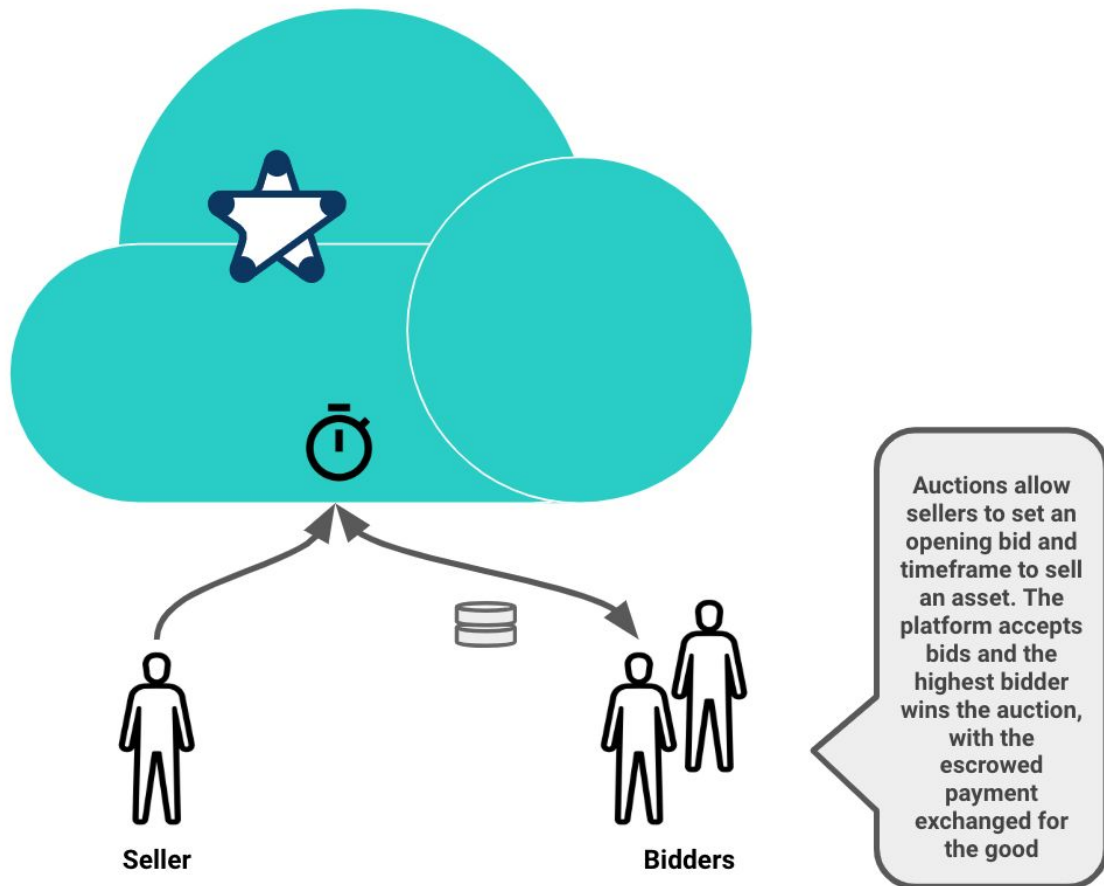 Auctions allow
sellers to set an
opening bid and
timeframe to sell
an asset. The
platform accepts
bids and the
highest bidder
wins the auction,
with the
escrowed
payment
exchanged for
the good
Seller
Bidders